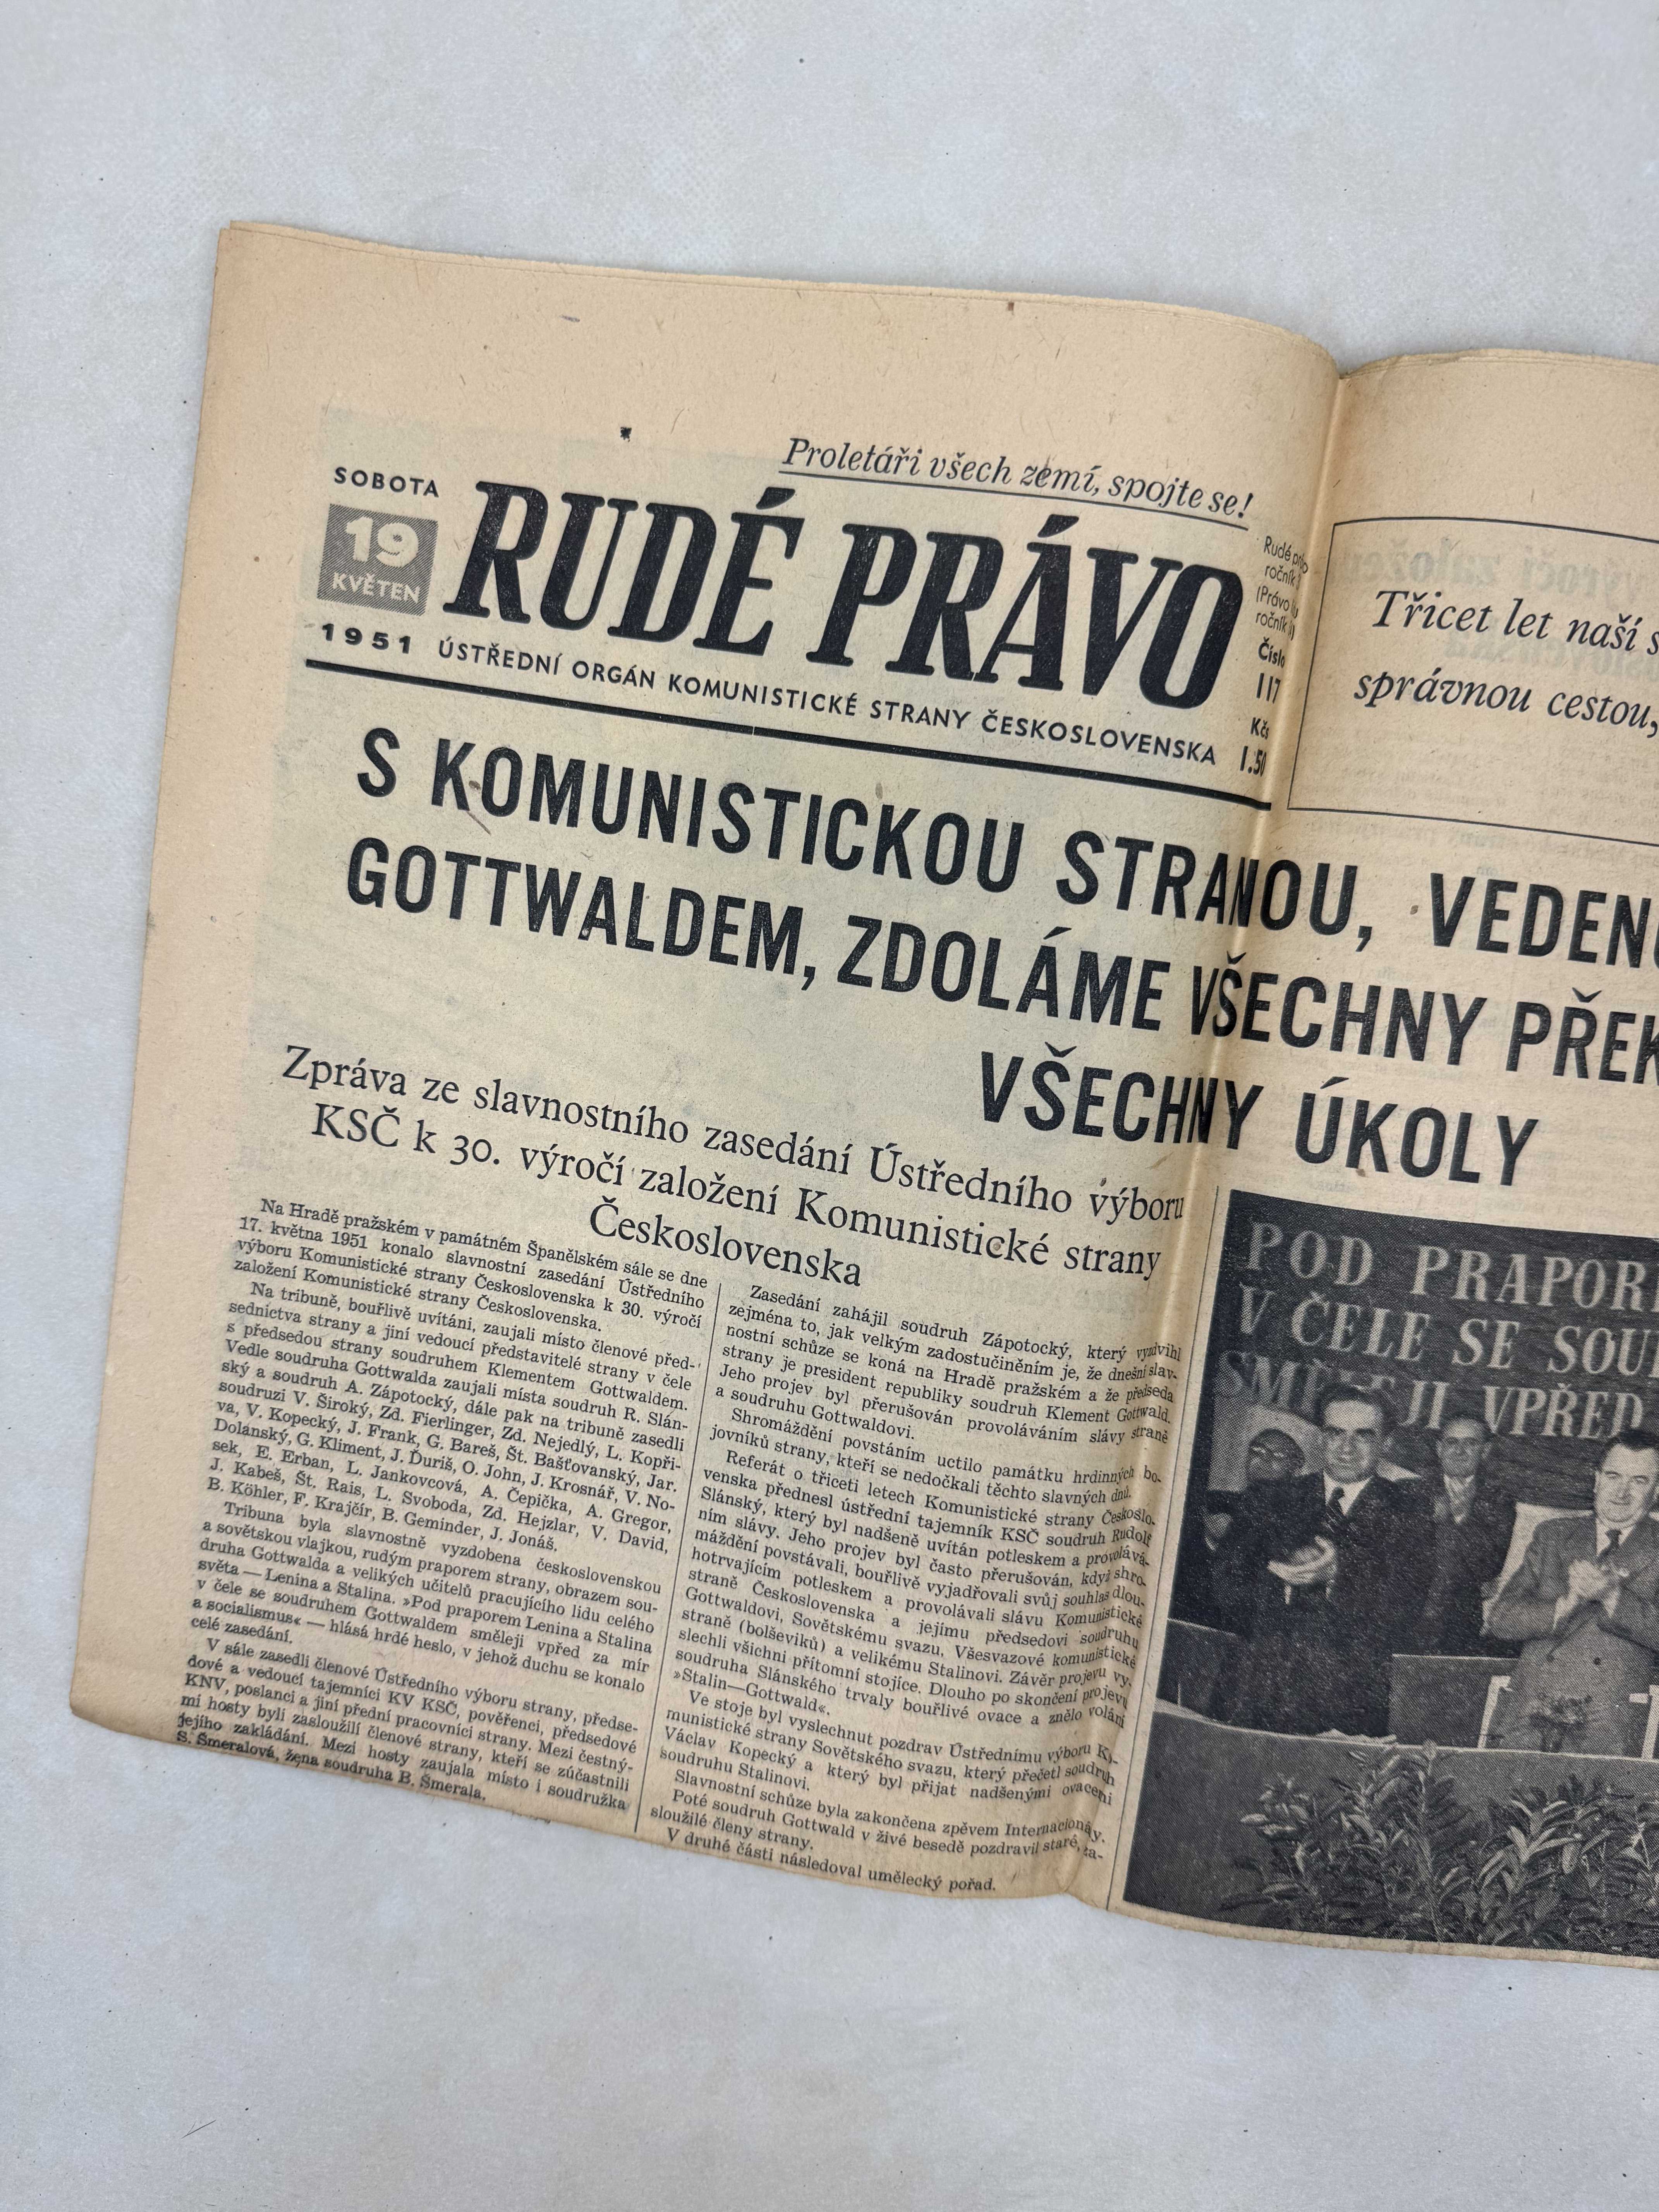 Proletáři všech zemí, spojte se!
SOBOTA
19
KVĚTEN
1951
RUDÉ PRÁVO
ÚSTŘEDNÍ ORGÁN KOMUNISTICKÉ STRANY ČESKOSLOVENSKA
Rudé
ročník
(Právo
ročník
Číslo
117
Kčs
1.50
Třicet let naší
správnou cestou,
S KOMUNISTICKOU STRANOU,
GOTTWALDEM, ZDOLÁME VŠECHNY
VŠECHNY ÚKOLY
Zpráva ze slavnostního zasedání Ústředního výboru
KSČ k 30. výročí založení Komunistické strany
Československa
Na Hradě pražském v památném Španělském sále se dne
17. května 1951 konalo slavnostní zasedání Ústředního
výboru Komunistické strany Československa k 30. výročí
založení Komunistické strany Československa.
Na tribuně, bouřlivě uvítáni, zaujali místo členové před-
sednictva strany a jiní vedoucí představitelé strany v čele
s předsedou strany soudruhem Klementem Gottwaldem.
Vedle soudruha Gottwalda zaujali místa soudruh R. Slán-
ský a soudruh A. Zápotocký, dále pak na tribuně zasedli
soudruzi V. Široký, Zd. Fierlinger, Zd. Nejedlý, L. Kopři-
va, V. Kopecký, J. Frank, G. Bareš, Št. Bašťovanský, Jar.
Dolanský, G. Kliment, J. Ďuriš, O. John, J. Krosnář, V. No-
sek, E. Erban, L. Jankovcová, A. Čepička, A. Gregor,
J. Kabeš, Št. Rais, L. Svoboda, Zd. Hejzlar, V. David,
B. Köhler, F. Krajčír, B. Geminder, J. Jonáš.
Tribuna byla slavnostně vyzdobena československou
a sovětskou vlajkou, rudým praporem strany, obrazem sou-
druha Gottwalda a velikých učitelů pracujícího lidu celého
světa — Lenina a Stalina. »Pod praporem Lenina a Stalina
v čele se soudruhem Gottwaldem směleji vpřed za mír
a socialismus« — hlásá hrdé heslo, v jehož duchu se konalo
celé zasedání.
V sále zasedli členové Ústředního výboru strany, předse-
dové a vedoucí tajemníci KV KSČ, pověřenci, předsedové
KNV, poslanci a jiní přední pracovníci strany. Mezi čestný-
mi hosty byli zasloužilí členové strany, kteří se zúčastnili
jejího zakládání. Mezi hosty zaujala místo i soudružka
S. Šmeralová, žena soudruha B. Šmerala.
Zasedání zahájil soudruh Zápotocký, který vyzdvihl
zejména to, jak velkým zadostučiněním je, že dnešní slav-
nostní schůze se koná na Hradě pražském a že předseda
strany je president republiky soudruh Klement Gottwald.
Jeho projev byl přerušován provoláváním slávy straně
a soudruhu Gottwaldovi.
Shromáždění povstáním uctilo památku hrdinných bo-
jovníků strany, kteří se nedočkali těchto slavných dnů.
Referát o třiceti letech Komunistické strany Českoslo-
venska přednesl ústřední tajemník KSČ soudruh Rudolf
Slánský, který byl nadšeně uvítán potleskem a provolává-
ním slávy. Jeho projev byl často přerušován, když shro-
máždění povstávali, bouřlivě vyjadřovali svůj souhlas dlou-
hotrvajícím potleskem a provolávali slávu Komunistické
straně Československa a jejímu předsedovi soudruhu
Gottwaldovi, Sovětskému svazu, Všesvazové komunistické
straně (bolševiků) a velikému Stalinovi. Závěr projevu vy-
slechli všichni přítomní stojíce. Dlouho po skončení projevu
soudruha Slánského trvaly bouřlivé ovace a znělo volání
»Stalin—Gottwald«.
Ve stoje byl vyslechnut pozdrav Ústřednímu výboru Ko-
munistické strany Sovětského svazu, který přečetl soudruh
Václav Kopecký a který byl přijat nadšenými ovacemi
soudruhu Stalinovi.
Slavnostní schůze byla zakončena zpěvem Internacionály.
Poté soudruh Gottwald v živé besedě pozdravil staré, za-
sloužilé členy strany.
V druhé části následoval umělecký pořad.
POD
V ČELE SE
VPŘED